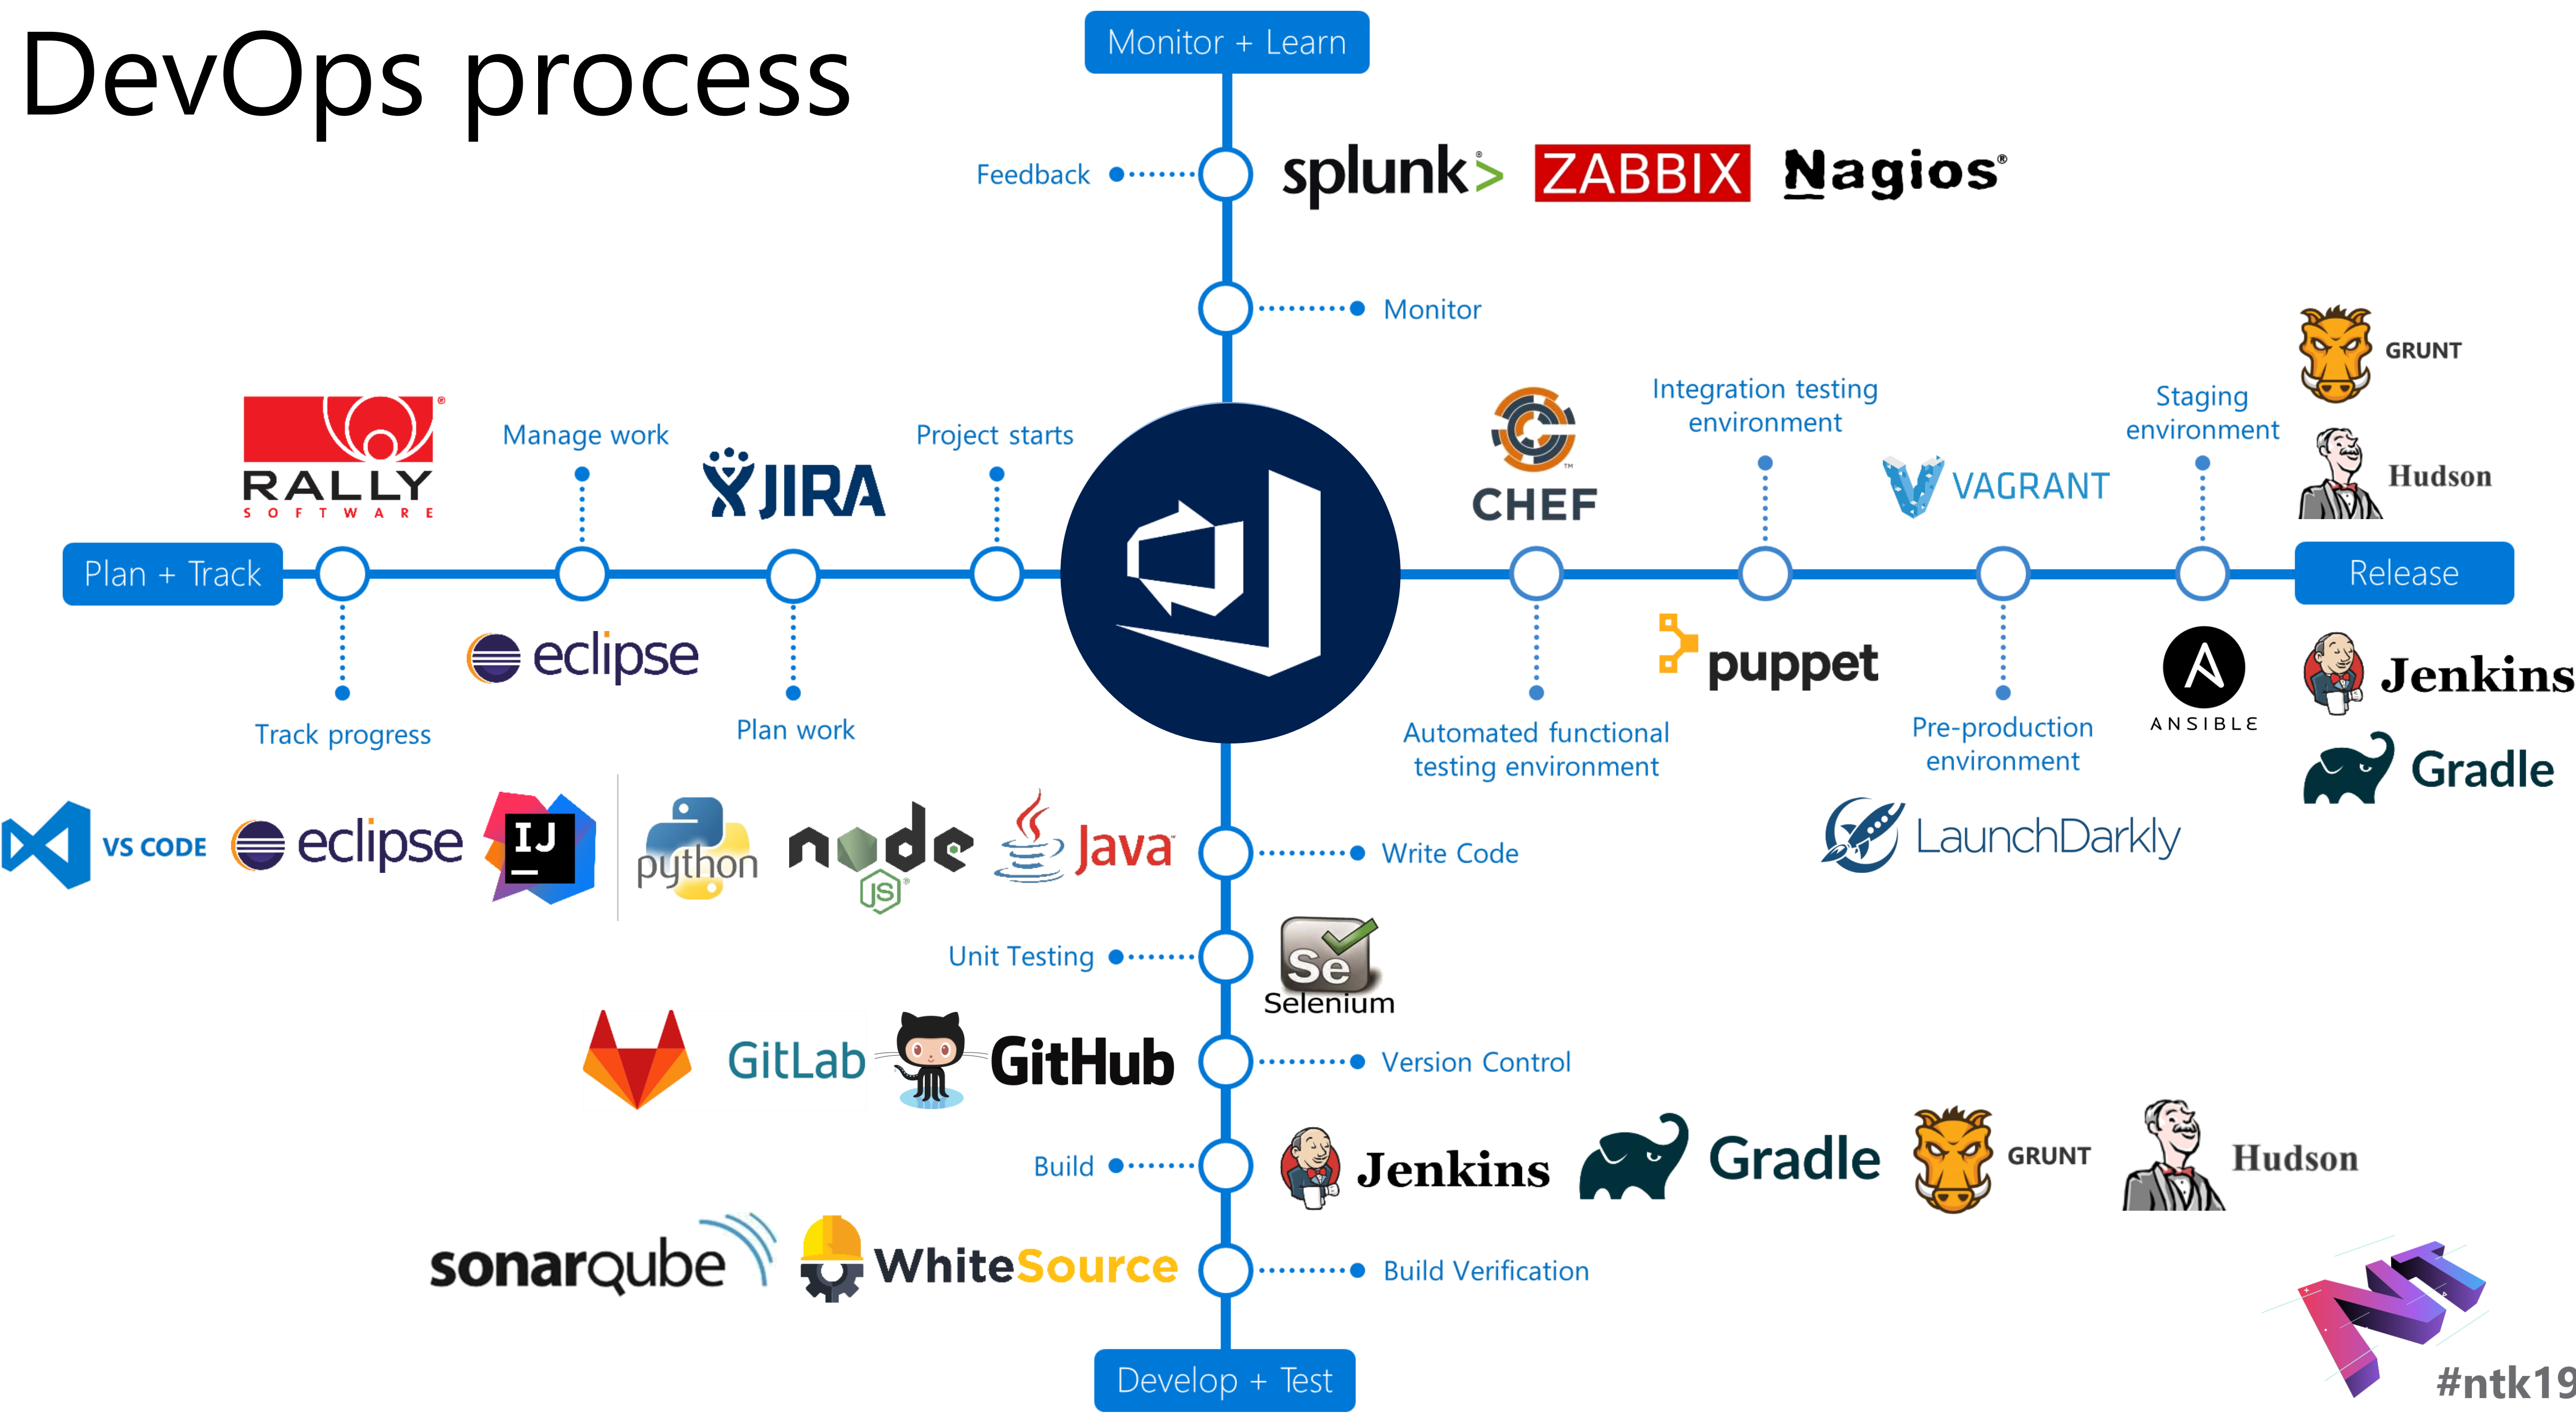 DevOps process
Monitor + Learn
Feedback
splunk>
ZABBIX
Nagios®
Monitor
RALLY
SOFTWARE
Manage work
JIRA
Project starts
CHEF
Integration testing
environment
VAGRANT
Staging
environment
GRUNT
Hudson
Plan + Track
Release
eclipse
puppet
ANSIBLE
Jenkins
Track progress
Plan work
Automated functional
testing environment
Pre-production
environment
Gradle
VS CODE
eclipse
IJ
python
node
JS
Java
Write Code
LaunchDarkly
Unit Testing
Se
Selenium
GitLab
GitHub
Version Control
Build
Jenkins
Gradle
GRUNT
Hudson
sonarqube
WhiteSource
Build Verification
Develop + Test
NT
#ntk19